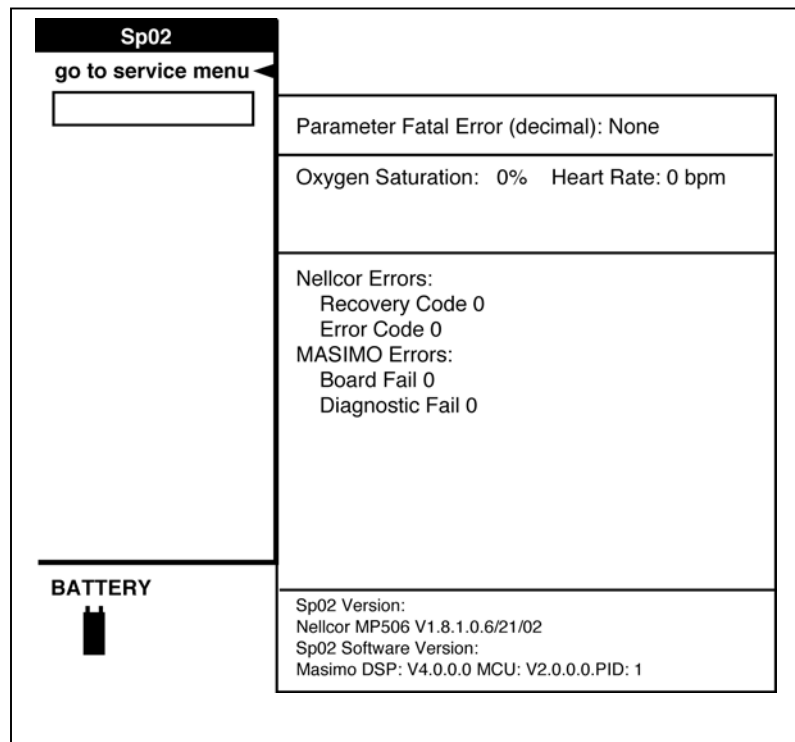 Sp02
go to service menu
Parameter Fatal Error (decimal): None
Oxygen Saturation: 0% Heart Rate: 0 bpm
Nellcor Errors:
Recovery Code 0
Error Code 0
MASIMO Errors:
Board Fail 0
Diagnostic Fail 0
BATTERY
Sp02 Version:
Nellcor MP506 V1.8.1.0.6/21/02
Sp02 Software Version:
Masimo DSP: V4.0.0.0 MCU: V2.0.0.0.PID: 1